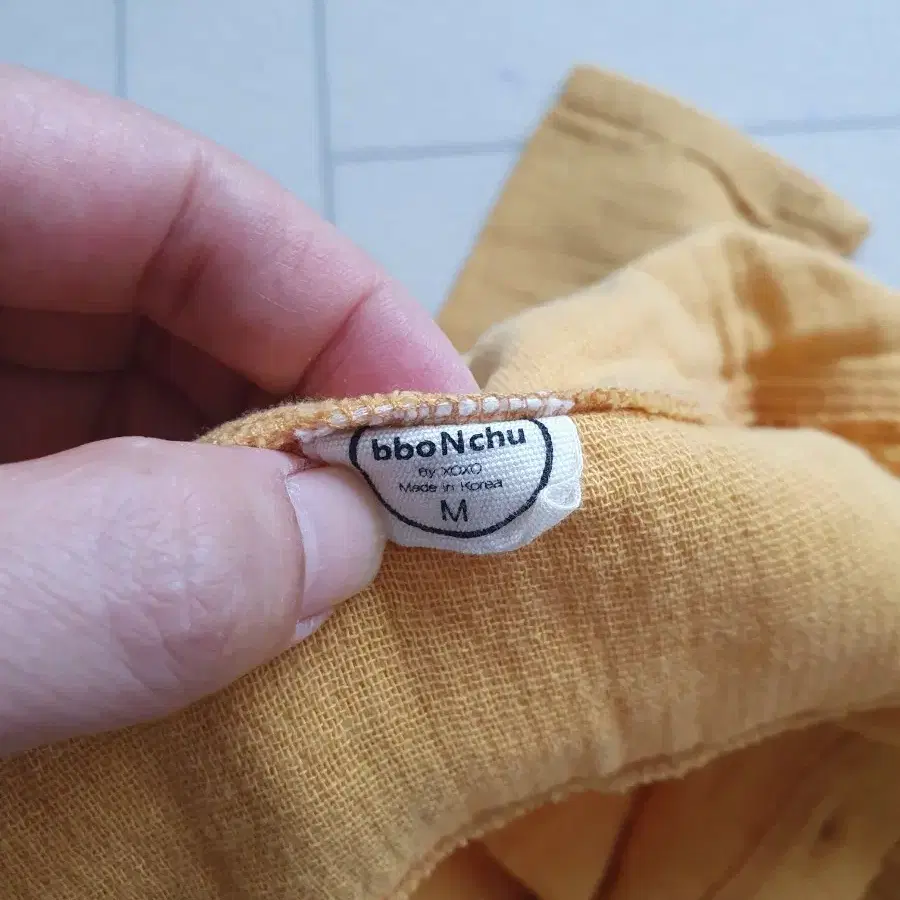 bboNchu
By XOXO
Made in Korea
M